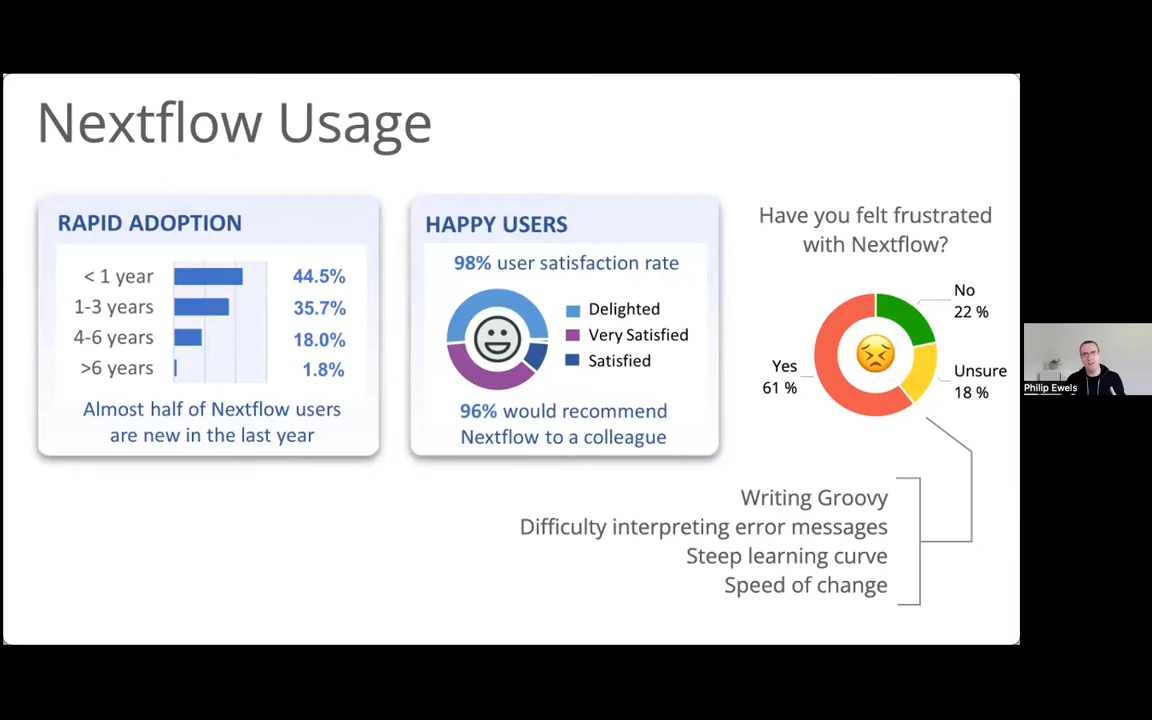 Nextflow Usage
RAPID ADOPTION
< 1 year 44.5%
1-3 years 35.7%
4-6 years 18.0%
>6 years 1.8%
Almost half of Nextflow users
are new in the last year
HAPPY USERS
98% user satisfaction rate
Delighted
Very Satisfied
Satisfied
96% would recommend
Nextflow to a colleague
Have you felt frustrated
with Nextflow?
No
22 %
Yes
61 %
Unsure
18 %
Writing Groovy
Difficulty interpreting error messages
Steep learning curve
Speed of change
Philip Ewels